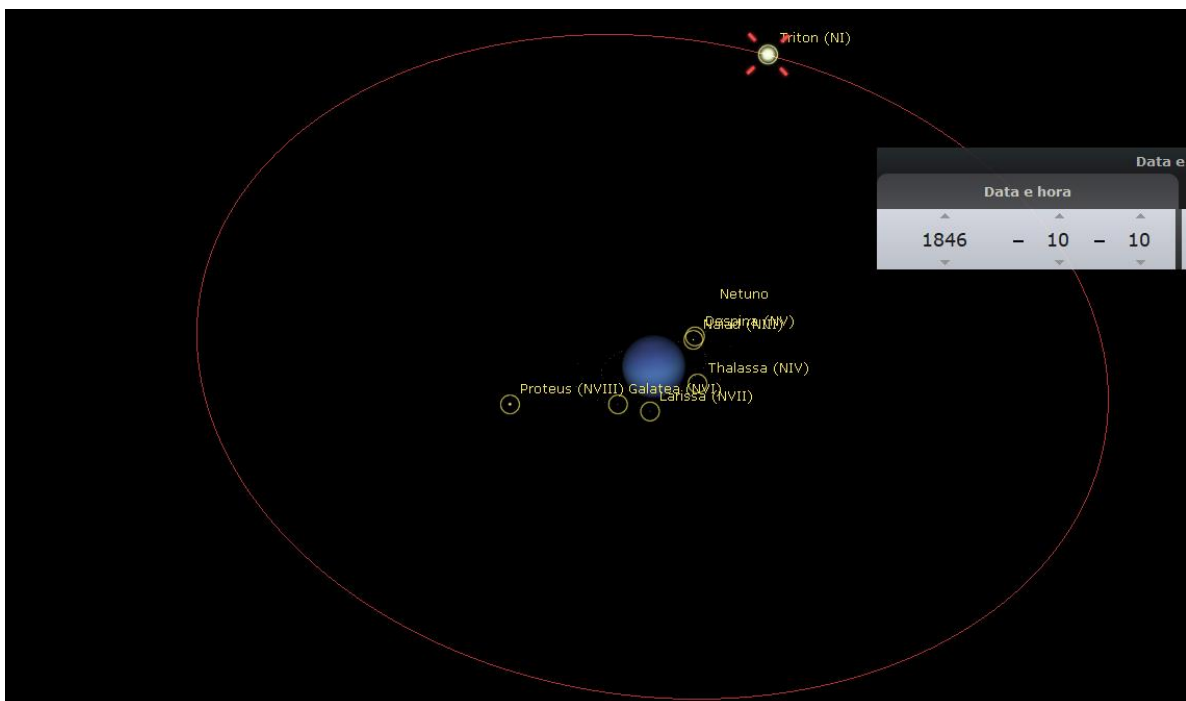 Triton (NI)
Data e
Data e hora
1846 – 10 – 10
Netuno
Despina (NV)
Naiad (NIII)
Thalassa (NIV)
Proteus (NVIII) Galatea (NVI)
Larissa (NVII)